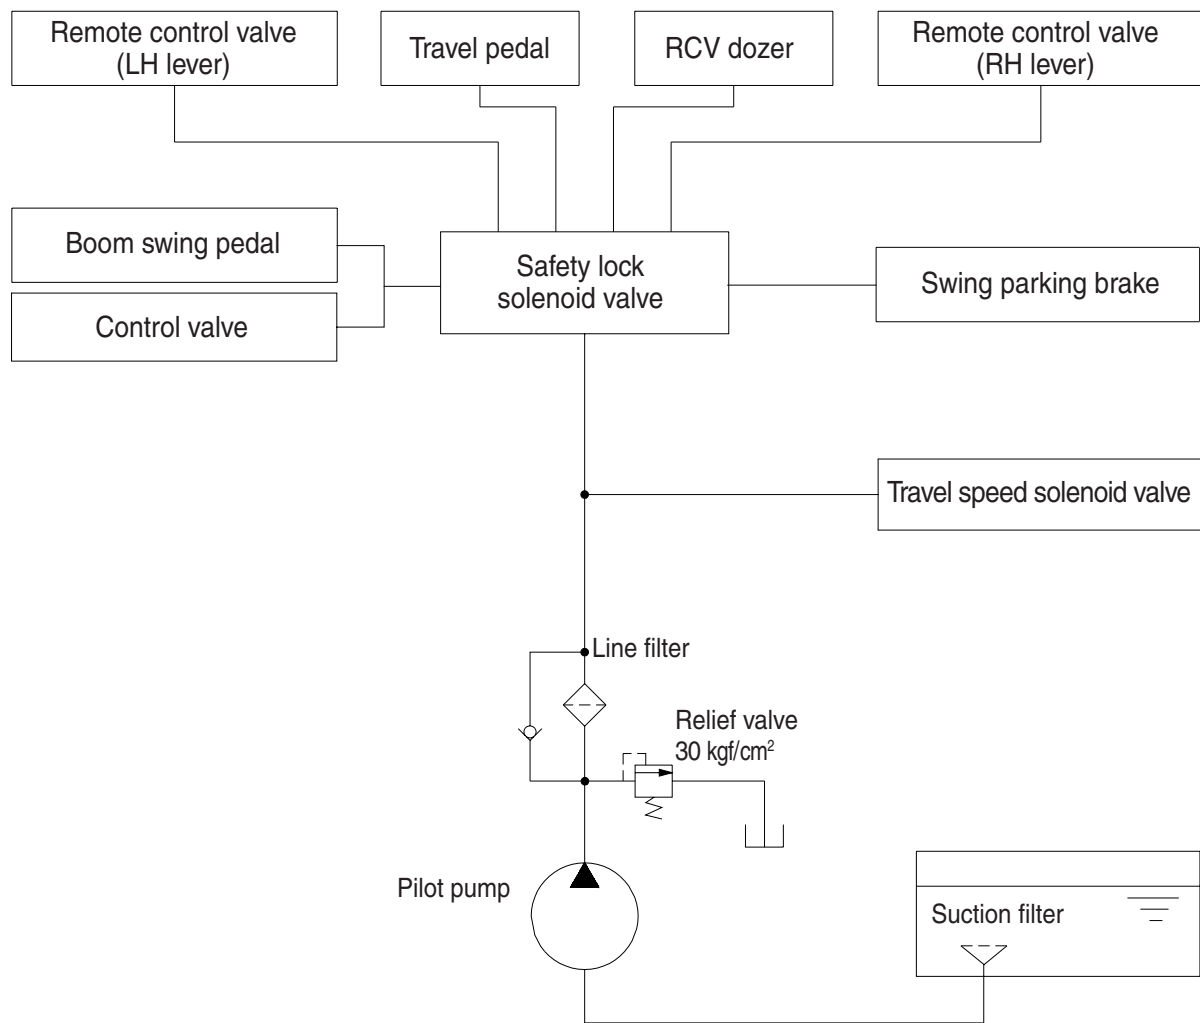 Remote control valve
(LH lever)
Travel pedal
RCV dozer
Remote control valve
(RH lever)
Boom swing pedal
Control valve
Safety lock
solenoid valve
Swing parking brake
Travel speed solenoid valve
Line filter
Relief valve
30 kgf/cm²
Pilot pump
Suction filter